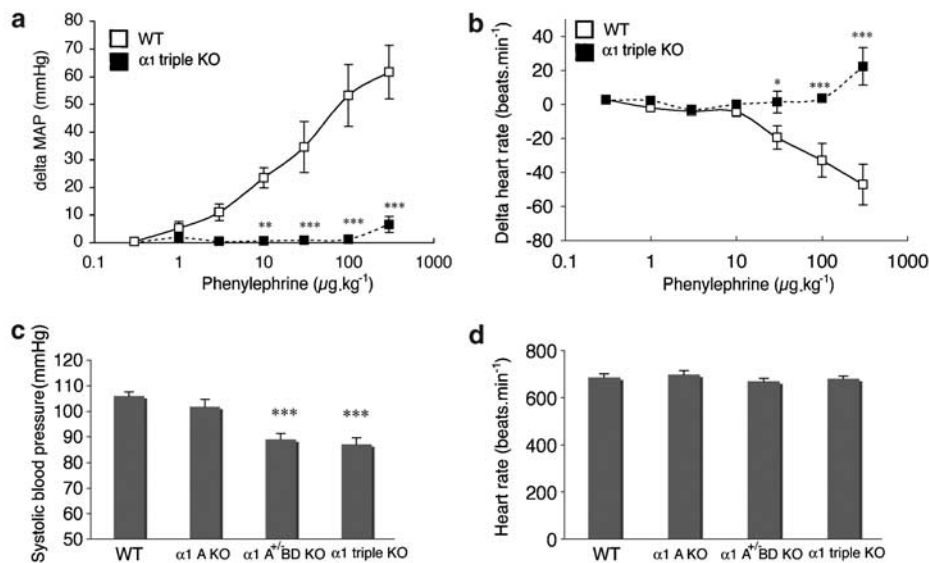 a
80
70
60
50
40
30
20
10
0
delta MAP (mmHg)
WT
α1 triple KO
**
***
***
***
0.1
1
10
100
1000
Phenylephrine (µg.kg-1)
b
40
20
0
-20
-40
-60
-80
Delta heart rate (beats.min-1)
WT
α1 triple KO
*
***
***
0.1
1
10
100
1000
Phenylephrine (µg.kg-1)
c
120
110
100
90
80
70
60
50
Systolic blood pressure(mmHg)
***
***
WT
α1 A KO
α1 A+/-BD KO
α1 triple KO
d
800
600
400
200
0
Heart rate (beats.min-1)
WT
α1 A KO
α1 A+/-BD KO
α1 triple KO